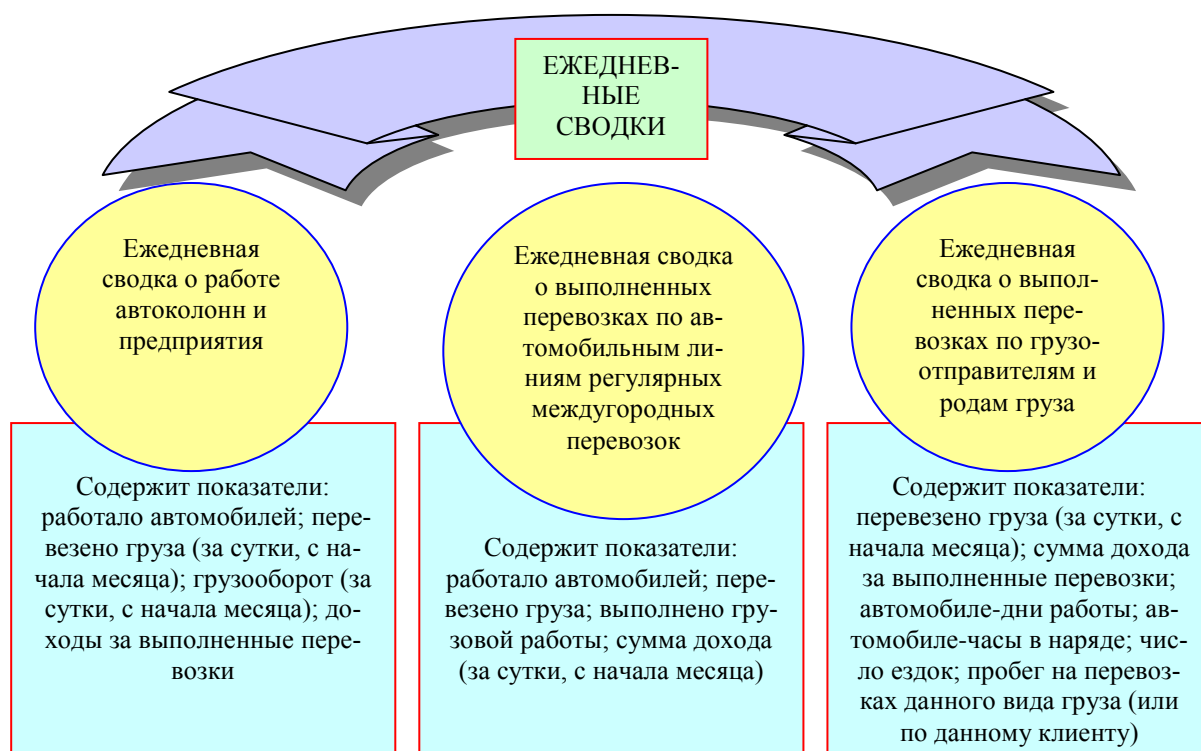 ЕЖЕДНЕВ-
НЫЕ
СВОДКИ
Ежедневная
сводка о работе
автоколонн и
предприятия
Содержит показатели:
работало автомобилей; пере-
везено груза (за сутки, с на-
чала месяца); грузооборот (за
сутки, с начала месяца); до-
ходы за выполненные пере-
возки
Ежедневная сводка
о выполненных
перевозках по ав-
томобильным ли-
ниям регулярных
междугородных
перевозок
Содержит показатели:
работало автомобилей; пере-
везено груза; выполнено гру-
зовой работы; сумма дохода
(за сутки, с начала месяца)
Ежедневная
сводка о выпол-
ненных пере-
возках по грузо-
отправителям и
родам груза
Содержит показатели:
перевезено груза (за сутки, с
начала месяца); сумма дохода
за выполненные перевозки;
автомобиле-дни работы; ав-
томобиле-часы в наряде; чис-
ло ездок; пробег на перевоз-
ках данного вида груза (или
по данному клиенту)